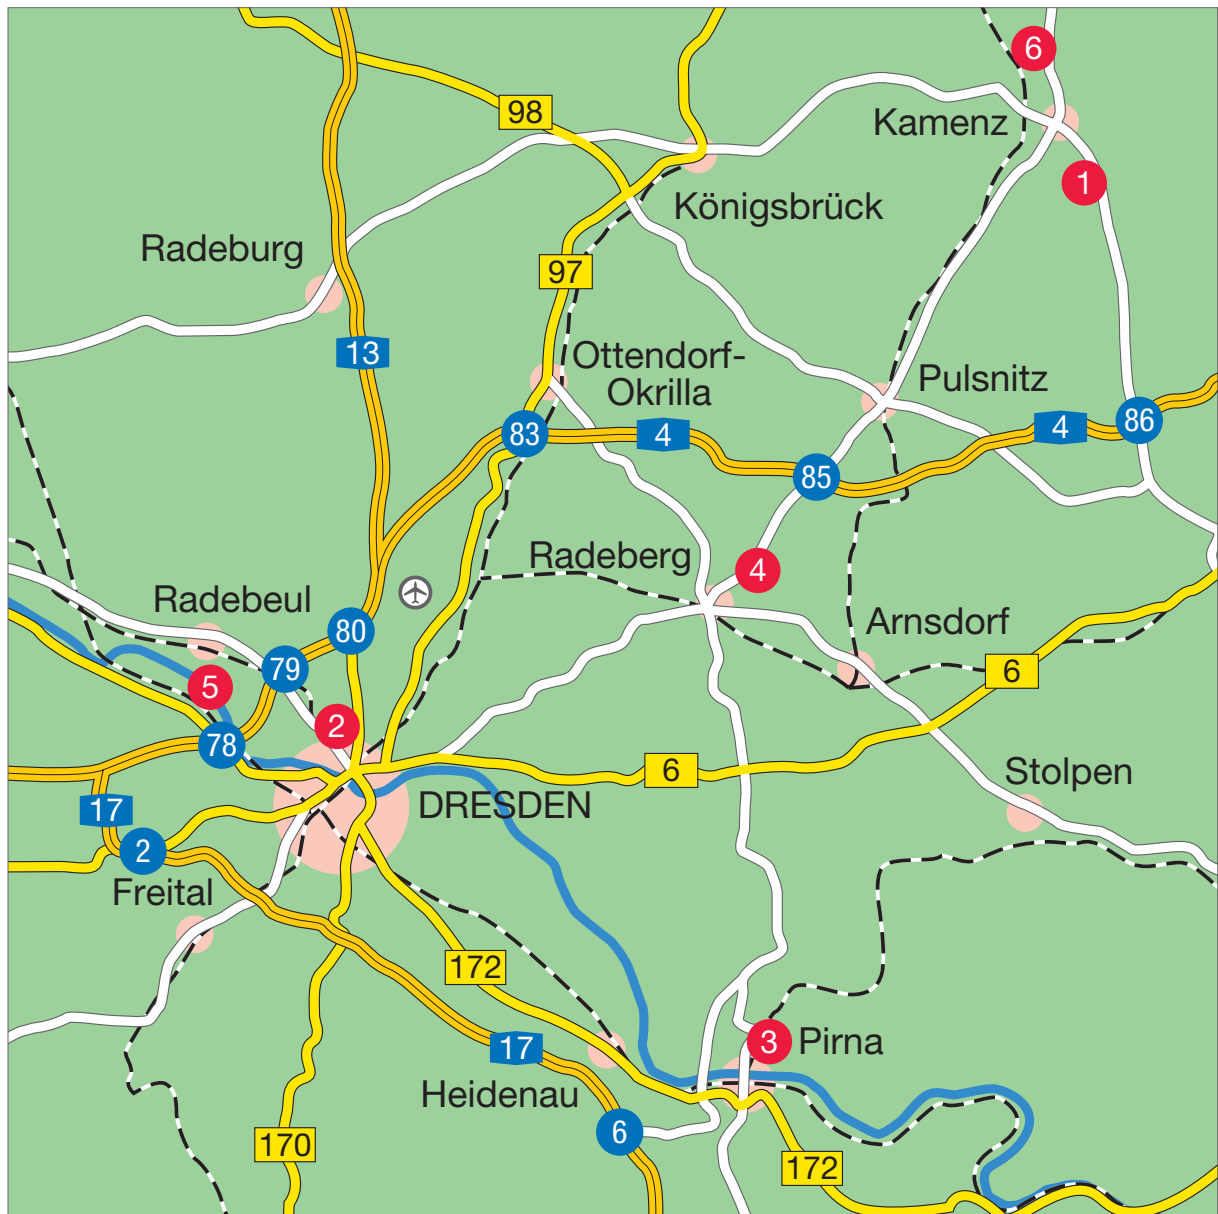 6
98
Kamenz
1
Königsbrück
Radeburg
97
13
Ottendorf-
Okrilla
Pulsnitz
83
4
4
86
85
Radeberg
4
Radebeul
80
Arnsdorf
79
6
5
2
78
6
Stolpen
17
DRESDEN
2
Freital
172
17
3
Pirna
Heidenau
6
170
172